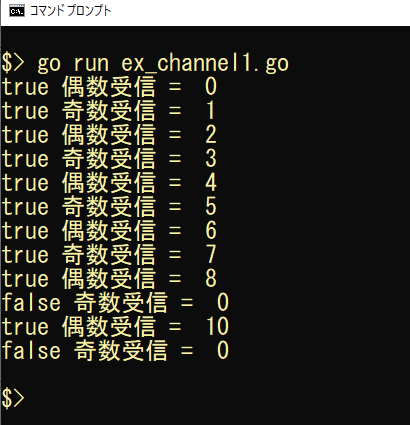 コマンドプロンプト
$> go run ex_channel1.go
true 偶数受信 =  0
true 奇数受信 =  1
true 偶数受信 =  2
true 奇数受信 =  3
true 偶数受信 =  4
true 奇数受信 =  5
true 偶数受信 =  6
true 奇数受信 =  7
true 偶数受信 =  8
false 奇数受信 =  0
true 偶数受信 =  10
false 奇数受信 =  0
$>